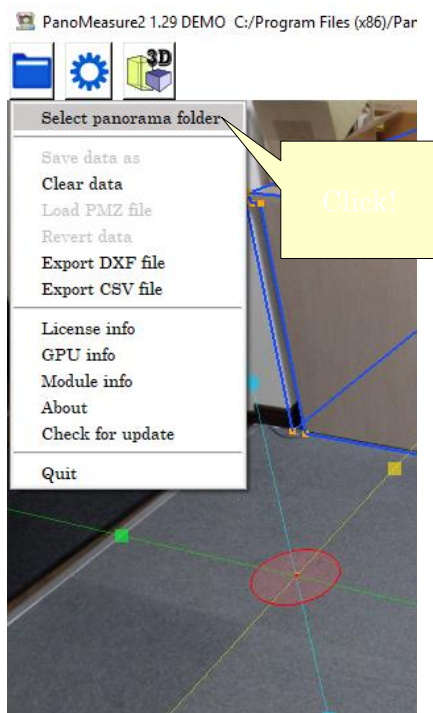 PanoMeasure2 1.29 DEMO C:/Program Files (x86)/Pan
3D
Select panorama folder
Click!
Save data as
Clear data
Load PMZ file
Revert data
Export DXF file
Export CSV file
License info
GPU info
Module info
About
Check for update
Quit